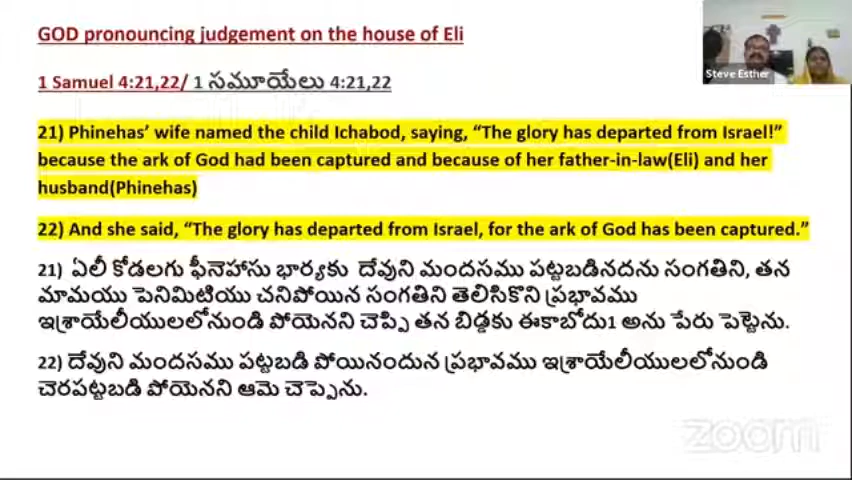 GOD pronouncing judgement on the house of Eli
Steve Esther
1 Samuel 4:21,22/ 1 సమూయేలు 4:21,22
21) Phinehas’ wife named the child Ichabod, saying, “The glory has departed from Israel!”
because the ark of God had been captured and because of her father-in-law(Eli) and her
husband(Phinehas)
22) And she said, “The glory has departed from Israel, for the ark of God has been captured.”
21) ఏలీ కోడలగు ఫీనెహాసు భార్యకు దేవుని మందసము పట్టబడినదను సంగతిని, తన
మామయు పెనిమిటియు చనిపోయిన సంగతిని తెలిసికొని ప్రభావము
ఇశ్రాయేలీయులలోనుండి పోయెనని చెప్పి తన బిడ్డకు ఈకాబోదు1 అను పేరు పెట్టెను.
22) దేవుని మందసము పట్టబడి పోయినందున ప్రభావము ఇశ్రాయేలీయులలోనుండి
చెరపట్టబడి పోయెనని ఆమె చెప్పెను.
zoom